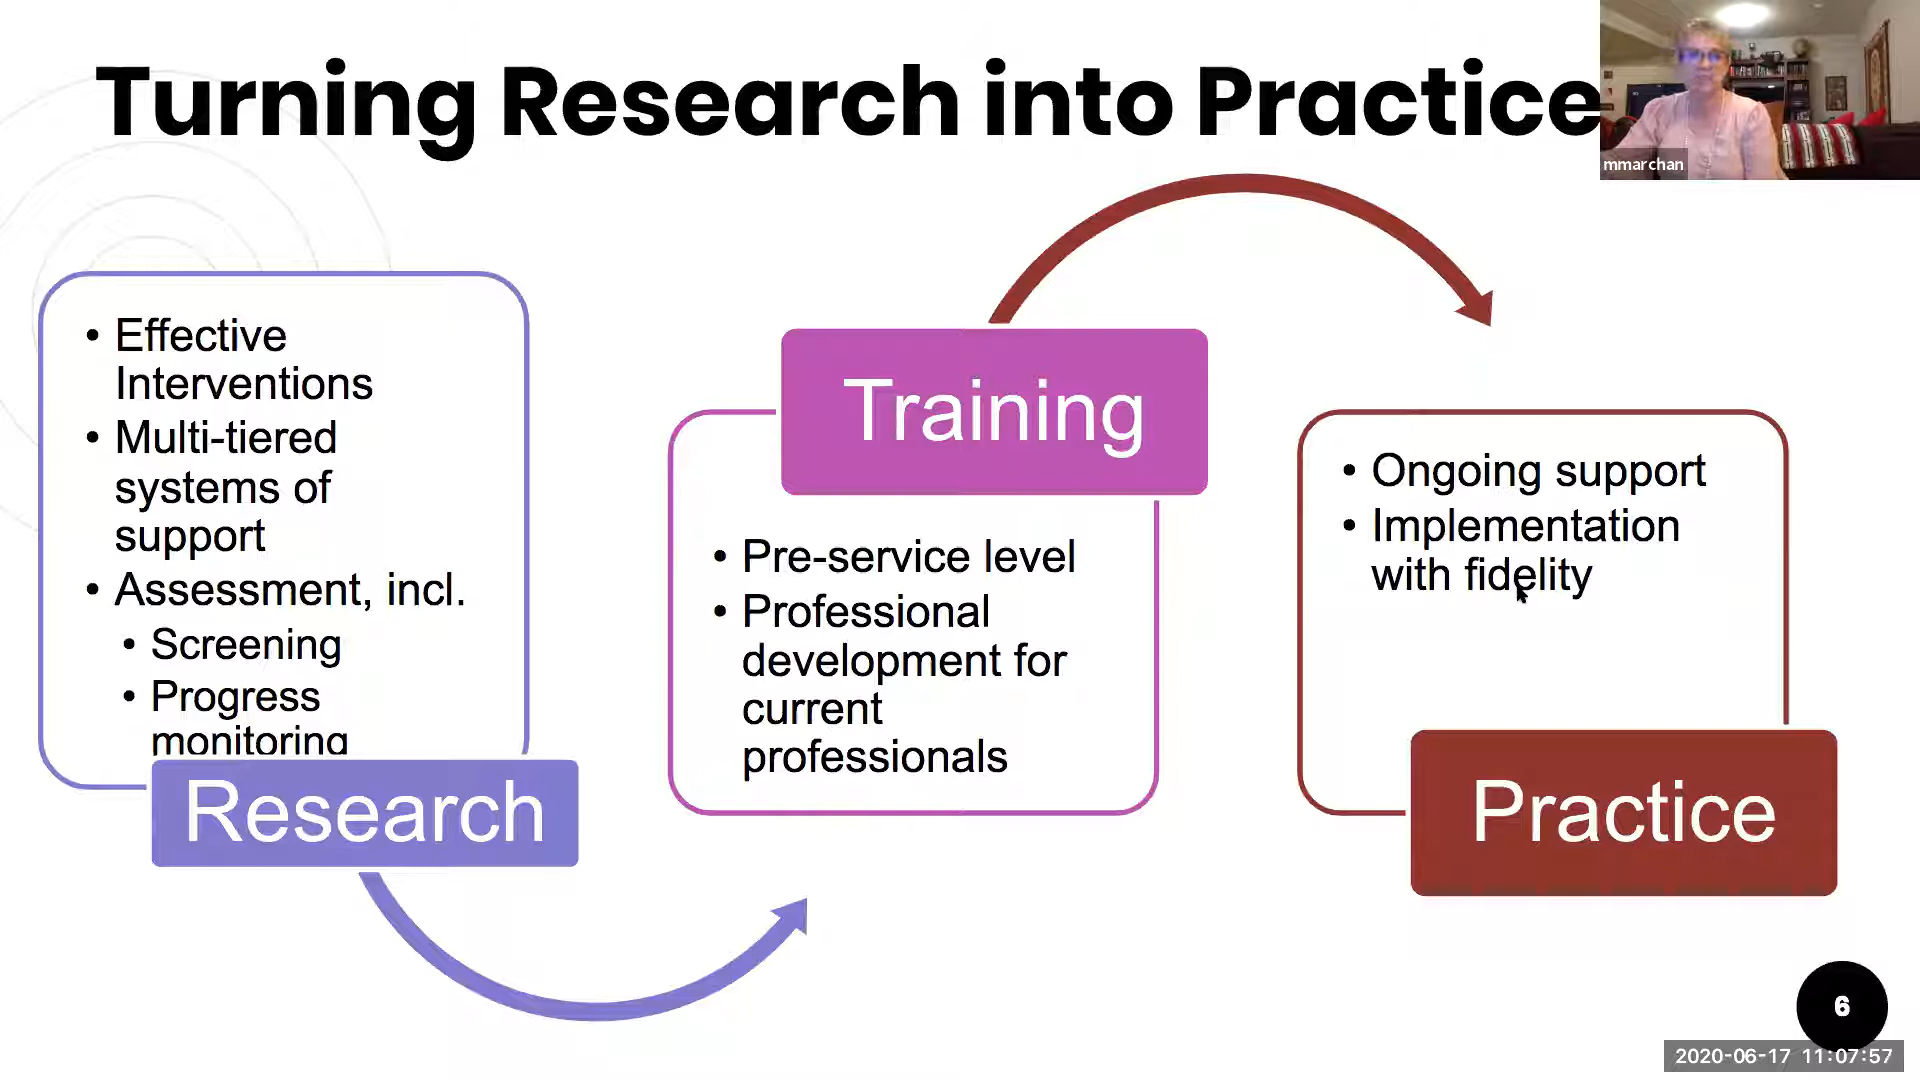 Turning Research into Practice
mmarchan
• Effective
Interventions
• Multi-tiered
systems of
support
• Assessment, incl.
• Screening
• Progress
monitoring
Research
Training
• Pre-service level
• Professional
development for
current
professionals
• Ongoing support
• Implementation
with fidelity
Practice
6
2020-06-17 11:07:57